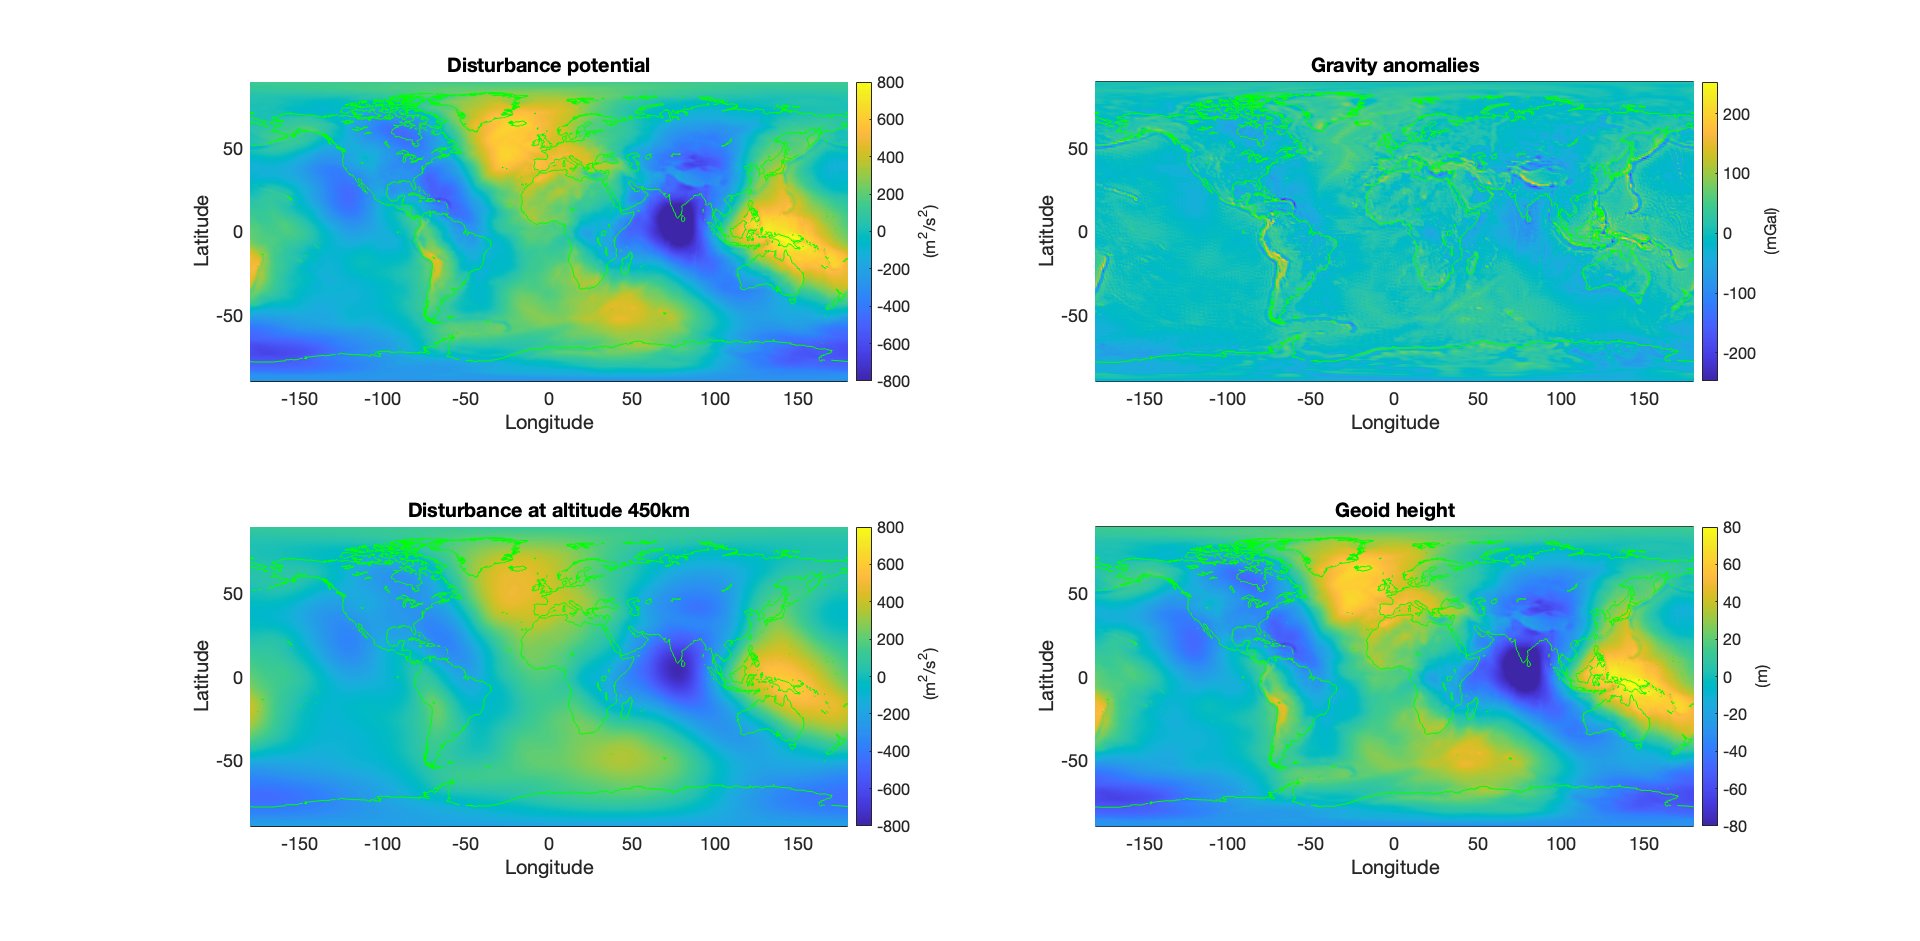 Disturbance potential
800
600
400
200
0
-200
-400
-600
-800
(m²/s²)
50
0
-50
Latitude
-150 -100 -50 0 50 100 150
Longitude
Gravity anomalies
200
100
0
-100
-200
(mGal)
50
0
-50
Latitude
-150 -100 -50 0 50 100 150
Longitude
Disturbance at altitude 450km
800
600
400
200
0
-200
-400
-600
-800
(m²/s²)
50
0
-50
Latitude
-150 -100 -50 0 50 100 150
Longitude
Geoid height
80
60
40
20
0
-20
-40
-60
-80
(m)
50
0
-50
Latitude
-150 -100 -50 0 50 100 150
Longitude